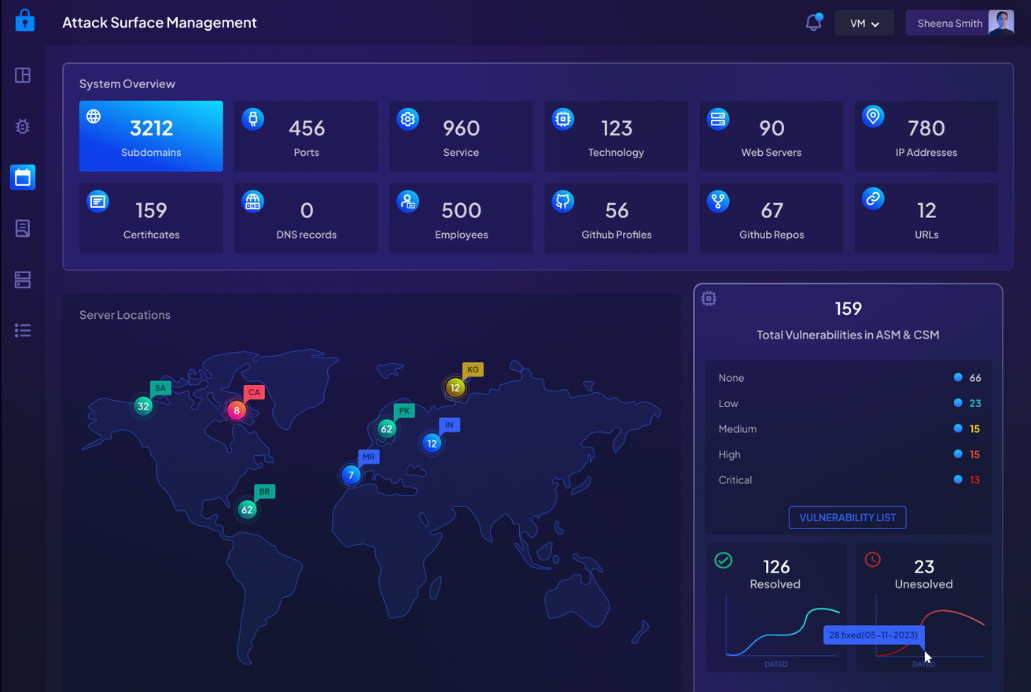 Attack Surface Management
VM
Sheena Smith
System Overview
3212
Subdomains
456
Ports
960
Service
123
Technology
90
Web Servers
780
IP Addresses
159
Certificates
0
DNS
DNS records
500
Employees
56
Github Profiles
67
Github Repos
12
URLs
Server Locations
SA
32
CA
8
KG
12
PK
62
IN
12
MR
7
BR
62
159
Total Vulnerabilities in ASM & CSM
None 66
Low 23
Medium 15
High 15
Critical 13
VULNERABILITY LIST
126
Resolved
DATED
23
Unesolved
28 fixed(05-11-2023)
DATED